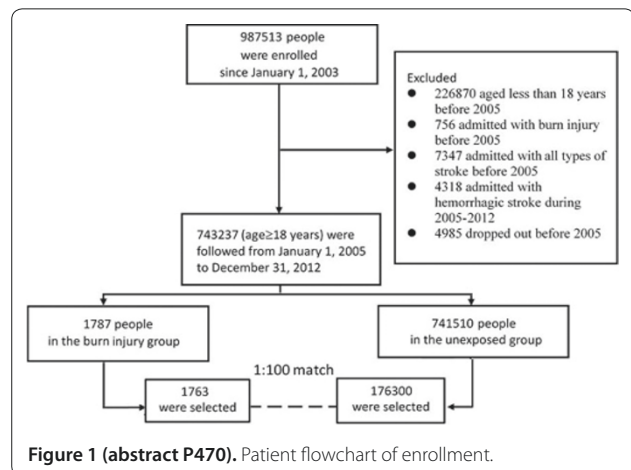 987513 people
were enrolled
since January 1, 2003
Excluded
● 226870 aged less than 18 years
before 2005
● 756 admitted with burn injury
before 2005
● 7347 admitted with all types of
stroke before 2005
● 4318 admitted with
hemorrhagic stroke during
2005-2012
● 4985 dropped out before 2005
743237 (age≥18 years) were
followed from January 1, 2005
to December 31, 2012
1787 people
in the burn injury group
741510 people
in the unexposed group
1:100 match
1763
were selected
176300
were selected
Figure 1 (abstract P470). Patient flowchart of enrollment.